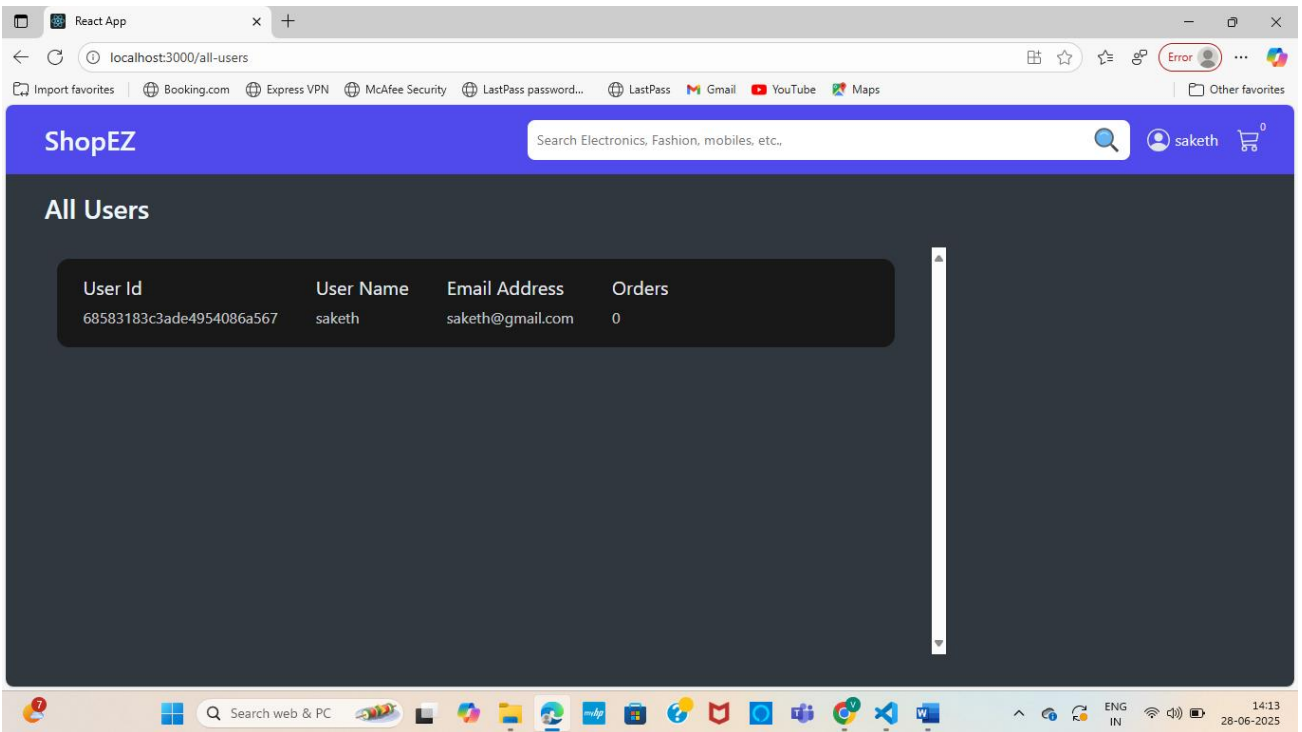 React App
localhost:3000/all-users
Error
Import favorites Booking.com Express VPN McAfee Security LastPass password... LastPass Gmail YouTube Maps Other favorites
ShopEZ Search Electronics, Fashion, mobiles, etc., saketh 0
All Users
User Id User Name Email Address Orders
68583183c3ade4954086a567 saketh saketh@gmail.com 0
7 Search web & PC ENG 14:13
IN 28-06-2025